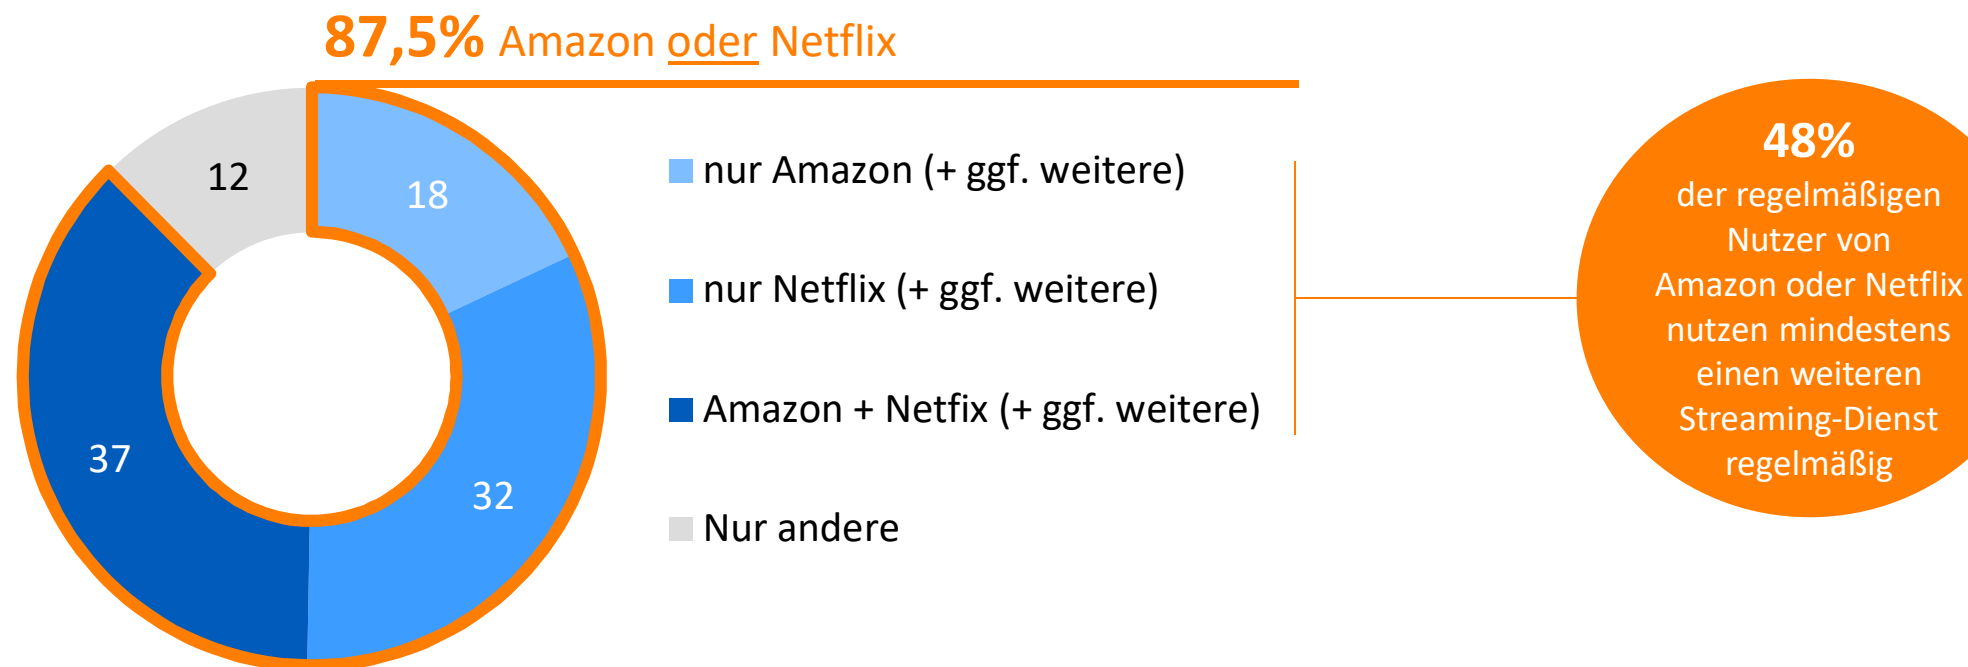 87,5% Amazon oder Netflix
12
18
37
32
nur Amazon (+ ggf. weitere)
nur Netflix (+ ggf. weitere)
Amazon + Netfix (+ ggf. weitere)
Nur andere
48%
der regelmäßigen
Nutzer von
Amazon oder Netflix
nutzen mindestens
einen weiteren
Streaming-Dienst
regelmäßig